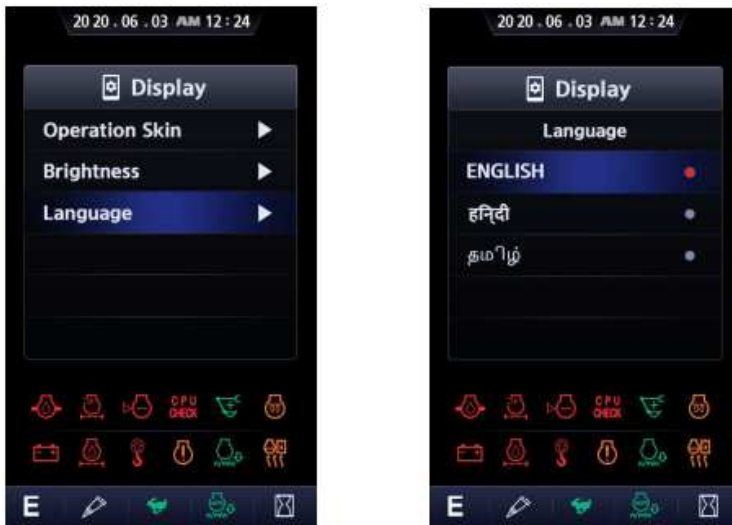 2020.06.03 AM 12:24
Display
Operation Skin
Brightness
Language
CPU
CHECK
E
2020.06.03 AM 12:24
Display
Language
ENGLISH
हिन्दी
தமிழ்
CPU
CHECK
E